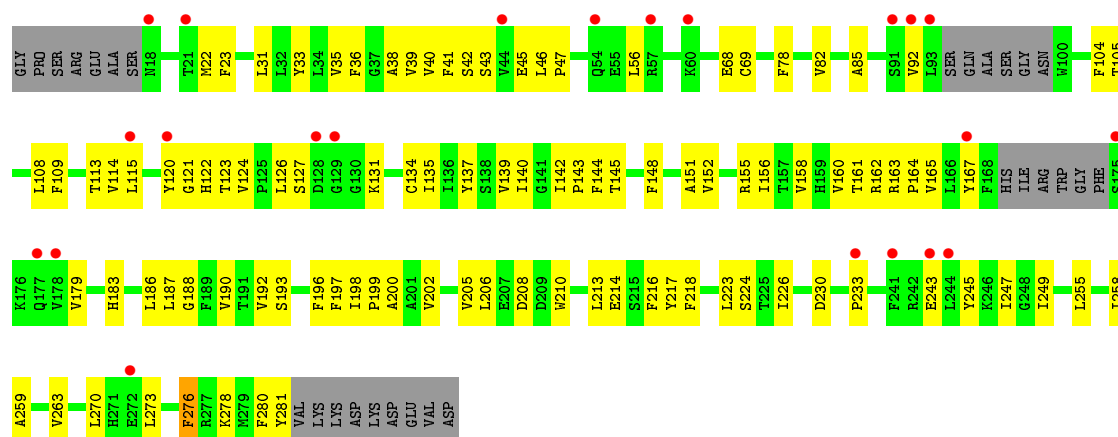 GLY PRO SER ARG GLU ALA SER N18 T21 M22 F23 L31 L32 Y33 L34 V35 F36 G37 A38 V39 V40 F41 S42 S43 V44 E45 L46 P47 Q54 E55 L56 R57 K60 E68 C69 F78 V82 A85 S91 V92 L93 SER GLN ALA SER GLY ASN W100 F104 T105
L108 F109 T113 V114 L115 Y120 G121 H122 T123 V124 P125 L126 S127 D128 G129 G130 K131 C134 I135 I136 Y137 S138 V139 I140 G141 I142 P143 F144 T145 F148 A151 V152 R155 I156 T157 V158 H159 V160 T161 R162 R163 P164 V165 L166 Y167 F168 HIS ILE ARG TRP GLY PHE S175
K176 Q177 V178 V179 H183 L186 L187 G188 F189 V190 T191 V192 S193 F196 F197 I198 P199 A200 A201 V202 V205 L206 E207 D208 D209 W210 L213 E214 S215 F216 Y217 F218 L223 S224 T225 I226 D230 P233 F241 R242 E243 L244 Y245 K246 I247 G248 I249 L255
A259 V263 L270 H271 E272 L273 F276 R277 K278 M279 F280 Y281 VAL LYS LYS ASP LYS ASP GLU VAL ASP